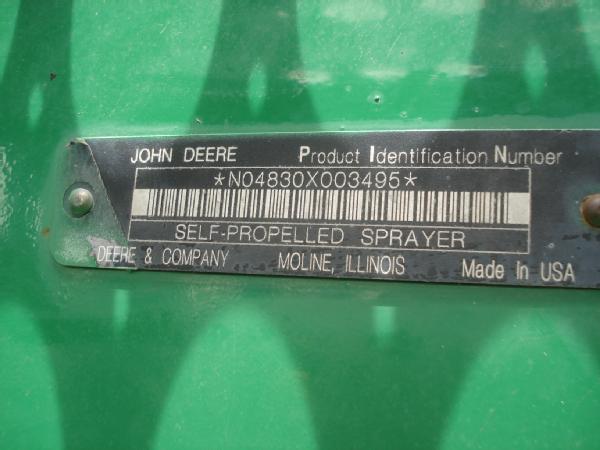 JOHN DEERE Product Identification Number
*N04830X003495*
SELF-PROPELLED SPRAYER
DEERE & COMPANY MOLINE, ILLINOIS Made In USA